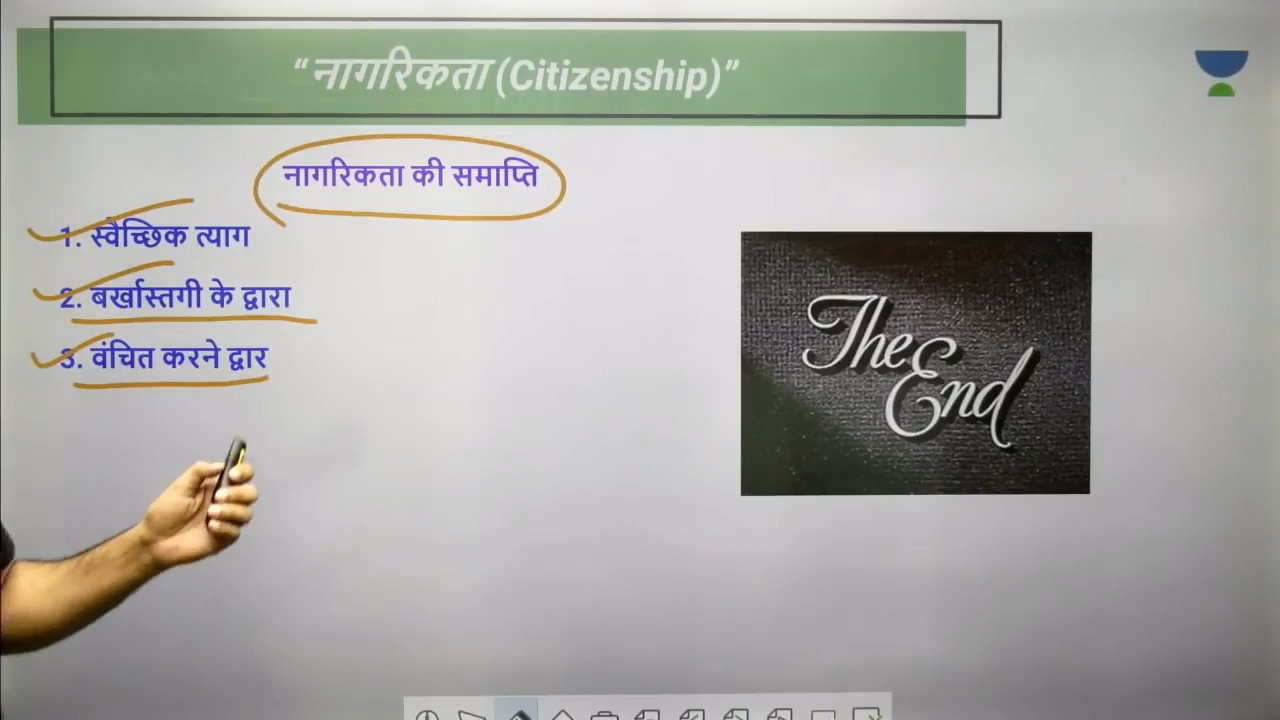 “नागरिकता (Citizenship)”
नागरिकता की समाप्ति
1. स्वैच्छिक त्याग
2. बर्खास्तगी के द्वारा
3. वंचित करने द्वार
The End